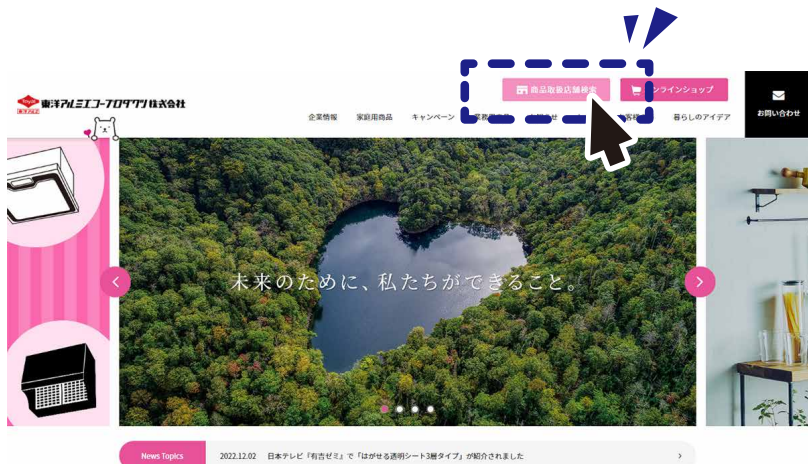 商品取扱店舗検索
ンラインショップ
東洋アルミエコープロダクツ株式会社
企業情報 家庭用商品 キャンペーン 暮らしのアイデア
お問い合わせ
未来のために、私たちができること。
News Topics 2022.12.02 日本テレビ『有吉ゼミ』で「はがせる透明シート3層タイプ」が紹介されました